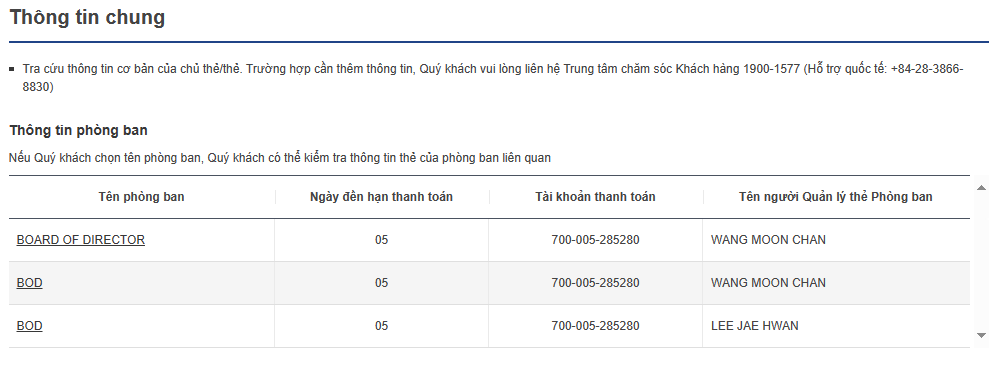 Thông tin chung
Tra cứu thông tin cơ bản của chủ thẻ/thẻ. Trường hợp cần thêm thông tin, Quý khách vui lòng liên hệ Trung tâm chăm sóc Khách hàng 1900-1577 (Hỗ trợ quốc tế: +84-28-3866-
8830)
Thông tin phòng ban
Nếu Quý khách chọn tên phòng ban, Quý khách có thể kiểm tra thông tin thẻ của phòng ban liên quan
Tên phòng ban Ngày đến hạn thanh toán Tài khoản thanh toán Tên người Quản lý thẻ Phòng ban
BOARD OF DIRECTOR 05 700-005-285280 WANG MOON CHAN
BOD 05 700-005-285280 WANG MOON CHAN
BOD 05 700-005-285280 LEE JAE HWAN